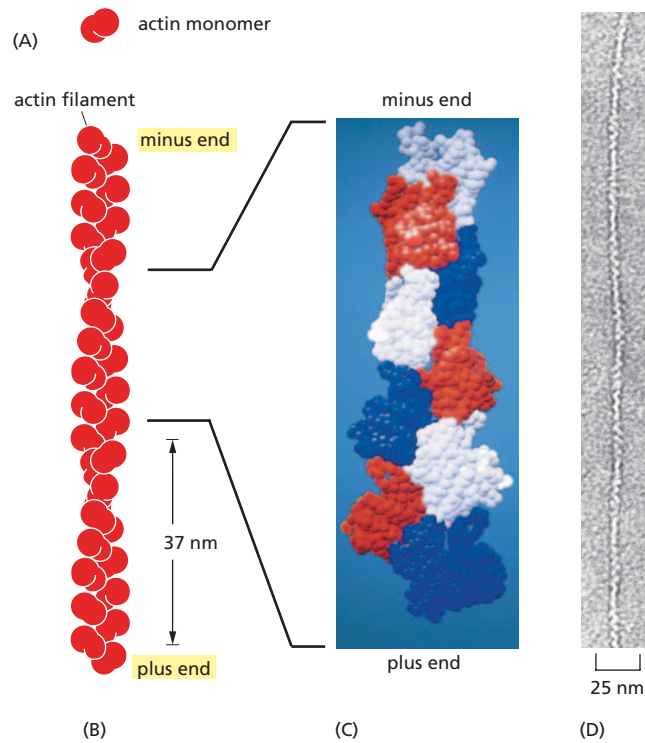 (A)
actin monomer
actin filament
minus end
37 nm
plus end
(B)
minus end
plus end
(C)
25 nm
(D)